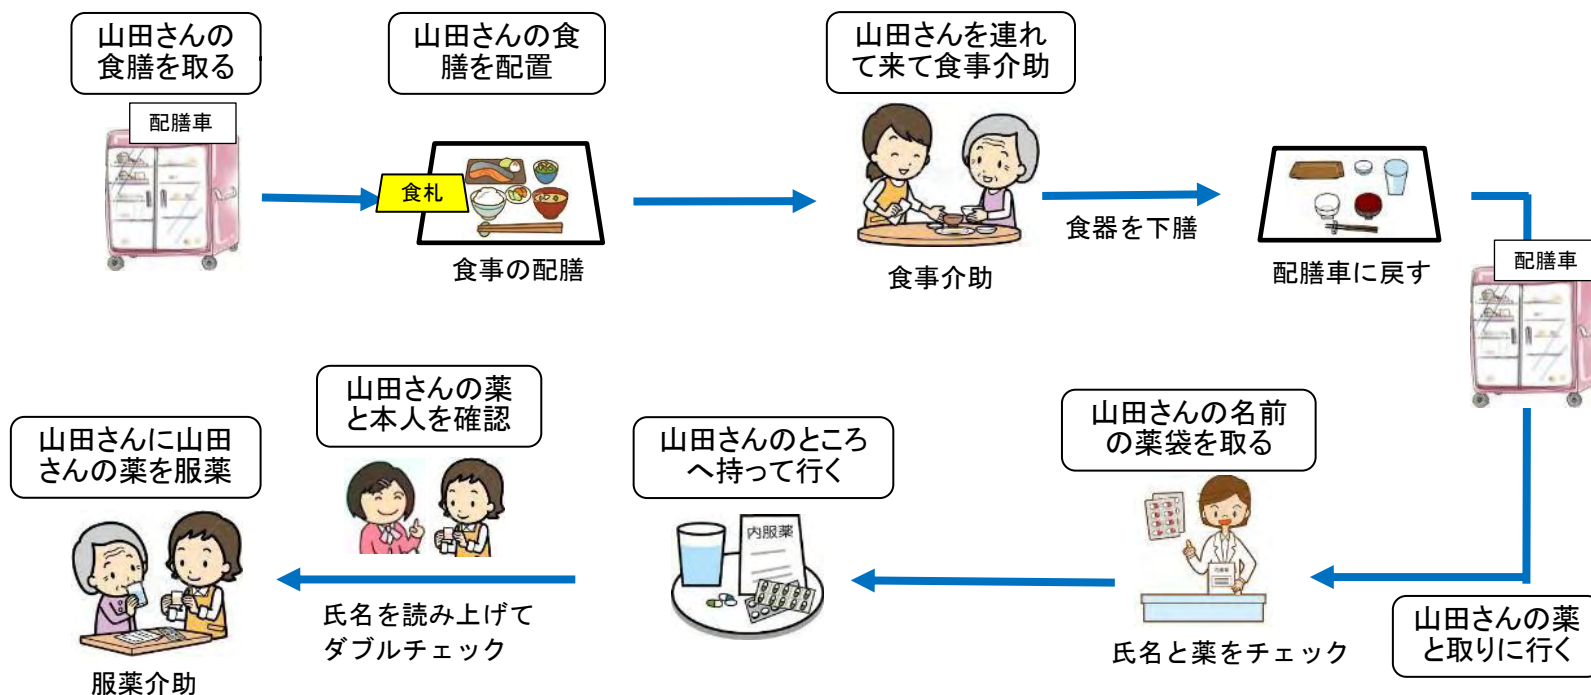 山田さんの
食膳を取る
配膳車
山田さんの食
膳を配置
食札
食事の配膳
山田さんを連れ
て来て食事介助
食事介助
食器を下膳
配膳車に戻す
配膳車
山田さんの薬
と取りに行く
山田さんの名前
の薬袋を取る
内服薬
氏名と薬をチェック
山田さんのところ
へ持って行く
内服薬
山田さんの薬
と本人を確認
氏名を読み上げて
ダブルチェック
山田さんに山田
さんの薬を服薬
服薬介助